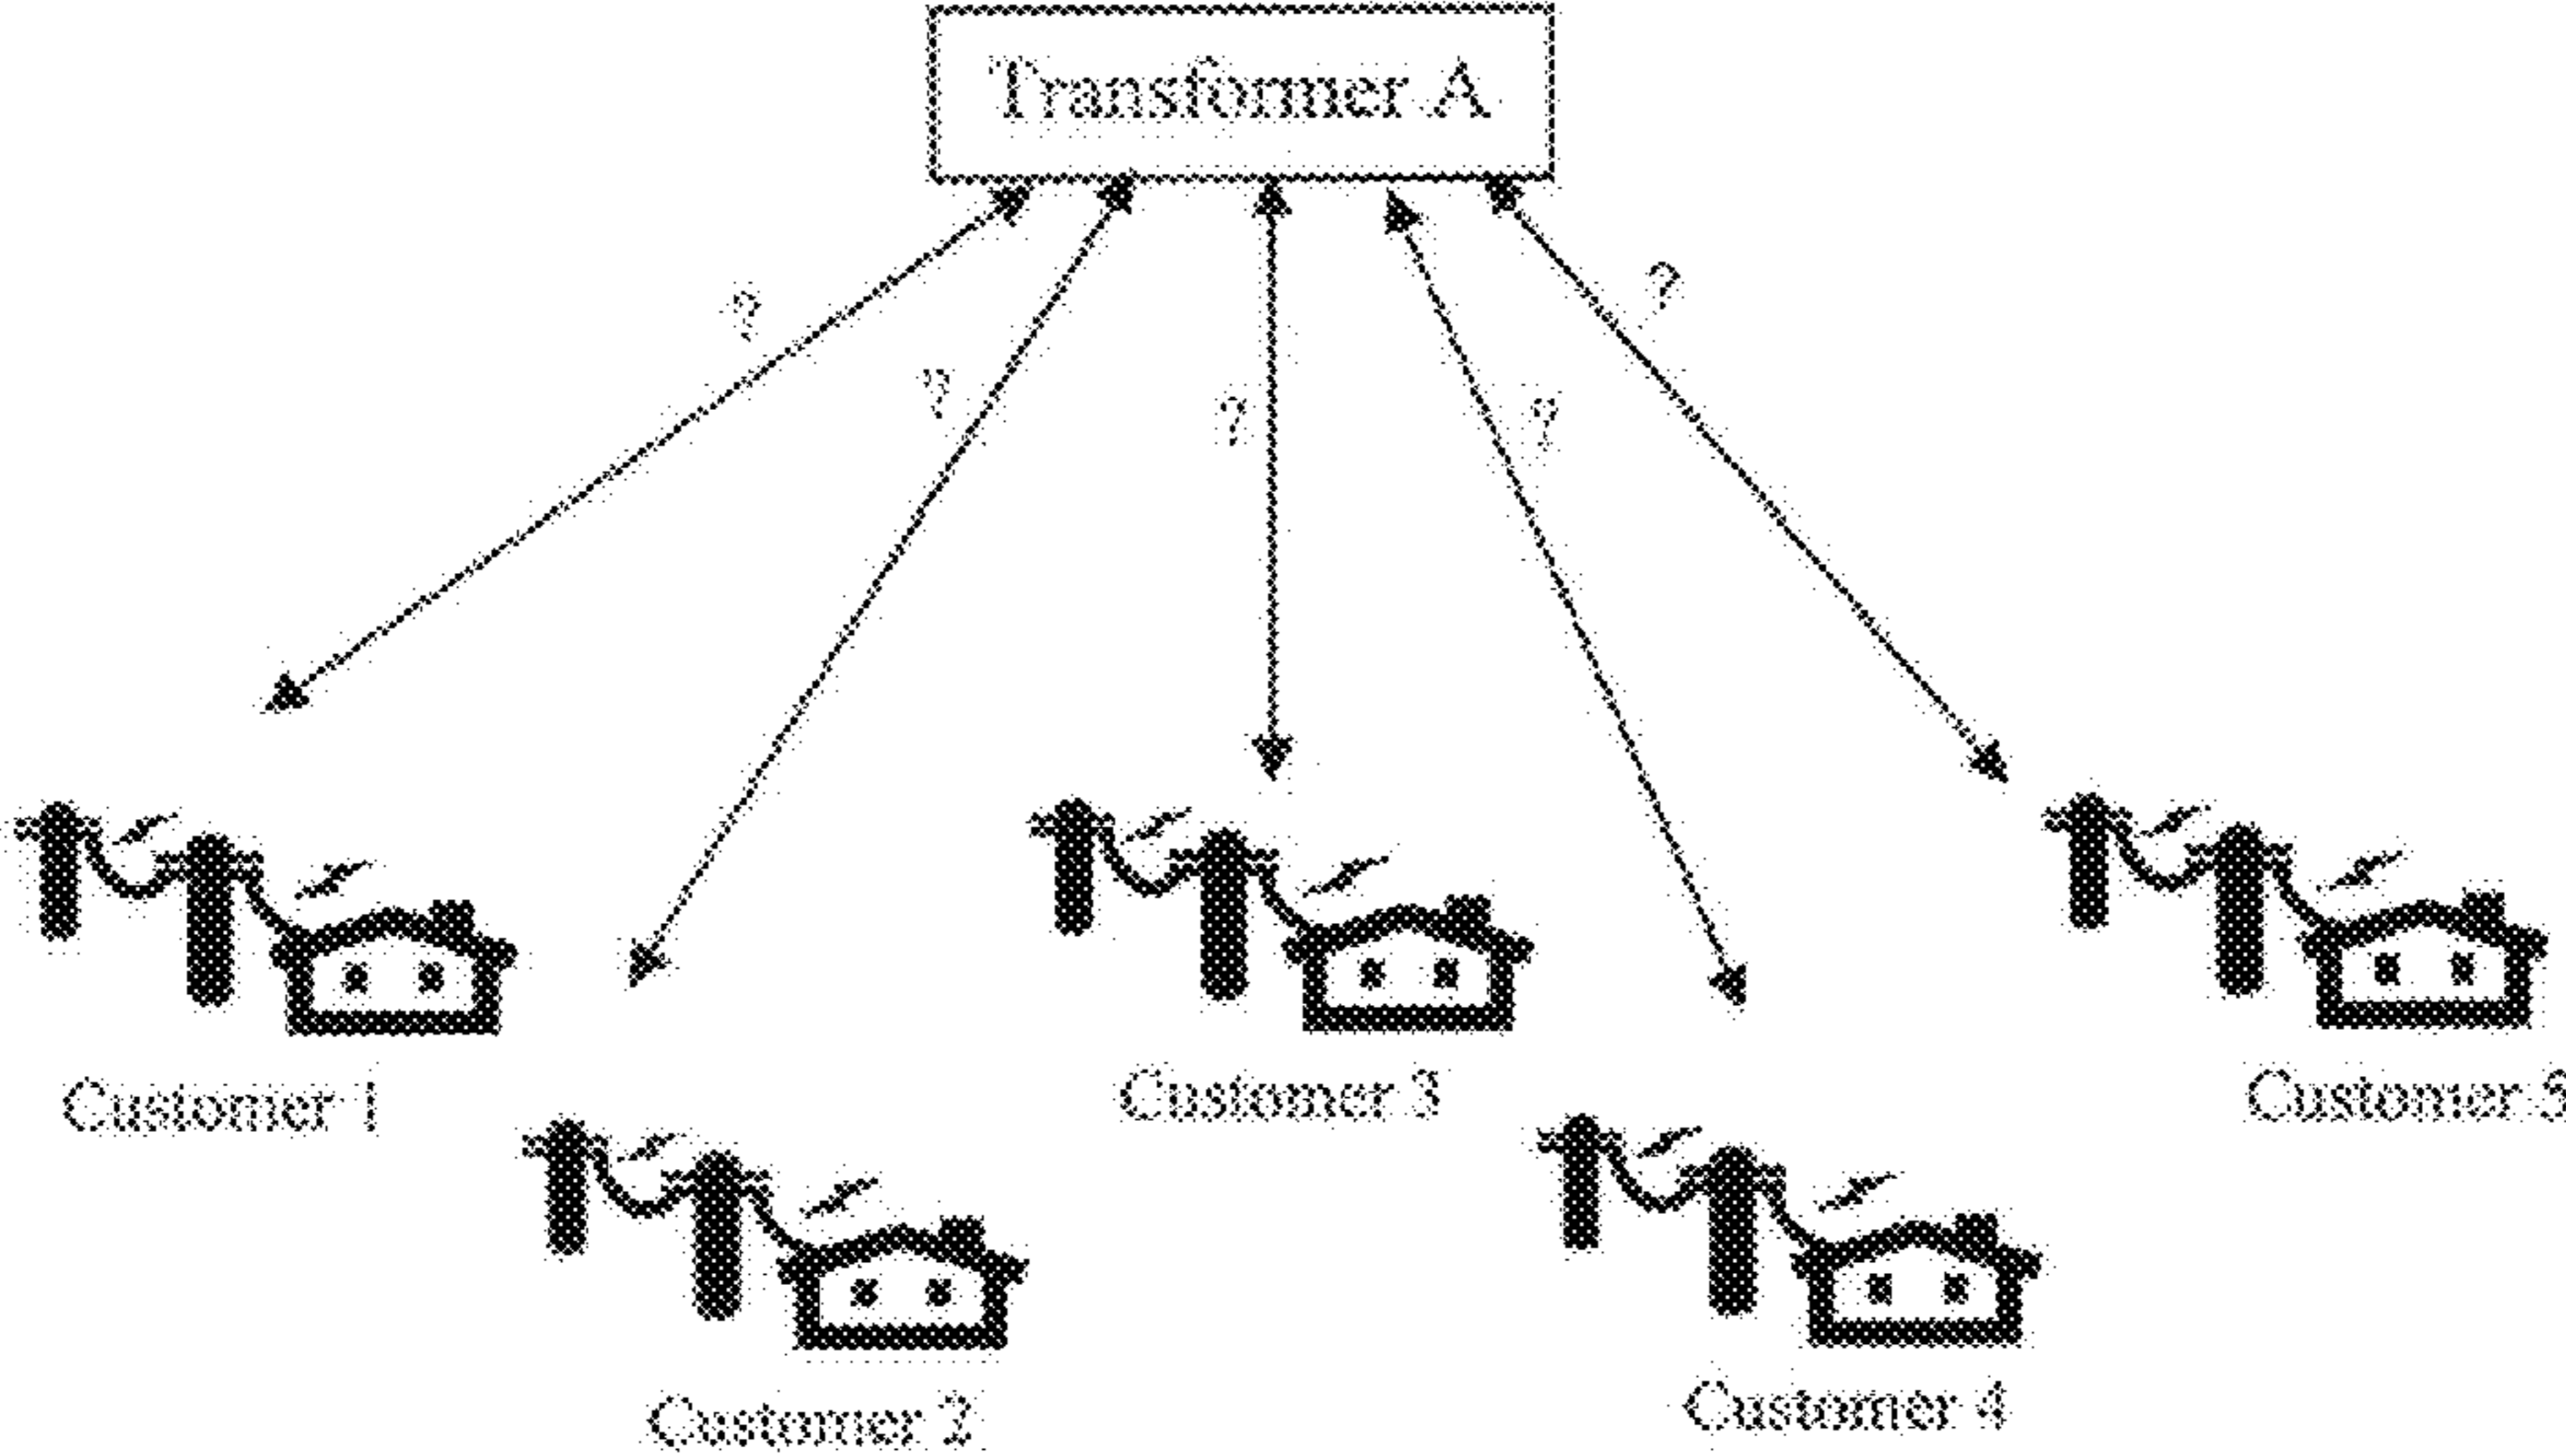 Transformer A
?
?
?
?
?
Customer 1
Customer 3
Customer 5
Customer 2
Customer 4